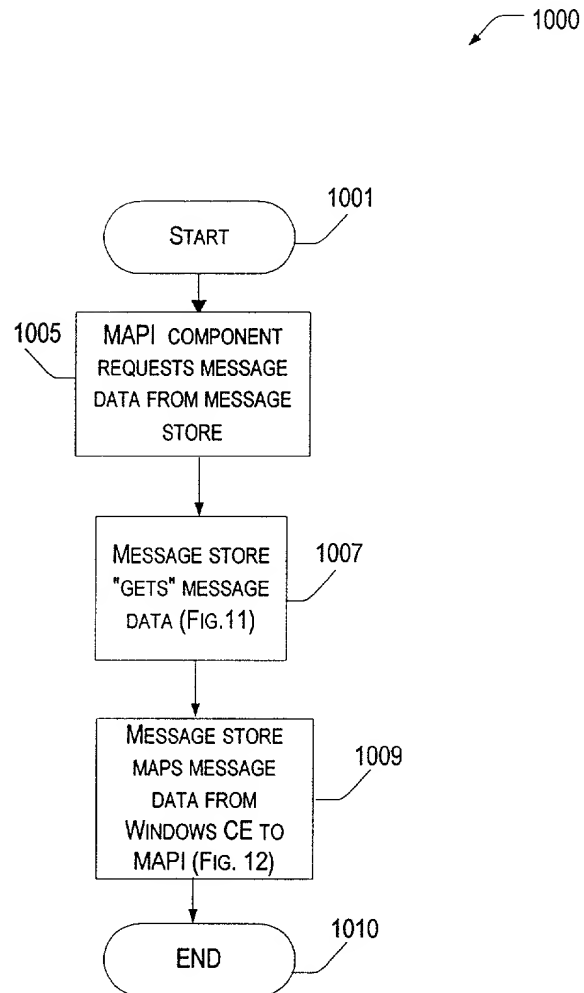 1000
1001
START
1005
MAPI COMPONENT
REQUESTS MESSAGE
DATA FROM MESSAGE
STORE
1007
MESSAGE STORE
"GETS" MESSAGE
DATA (FIG.11)
1009
MESSAGE STORE
MAPS MESSAGE
DATA FROM
WINDOWS CE TO
MAPI (FIG. 12)
1010
END